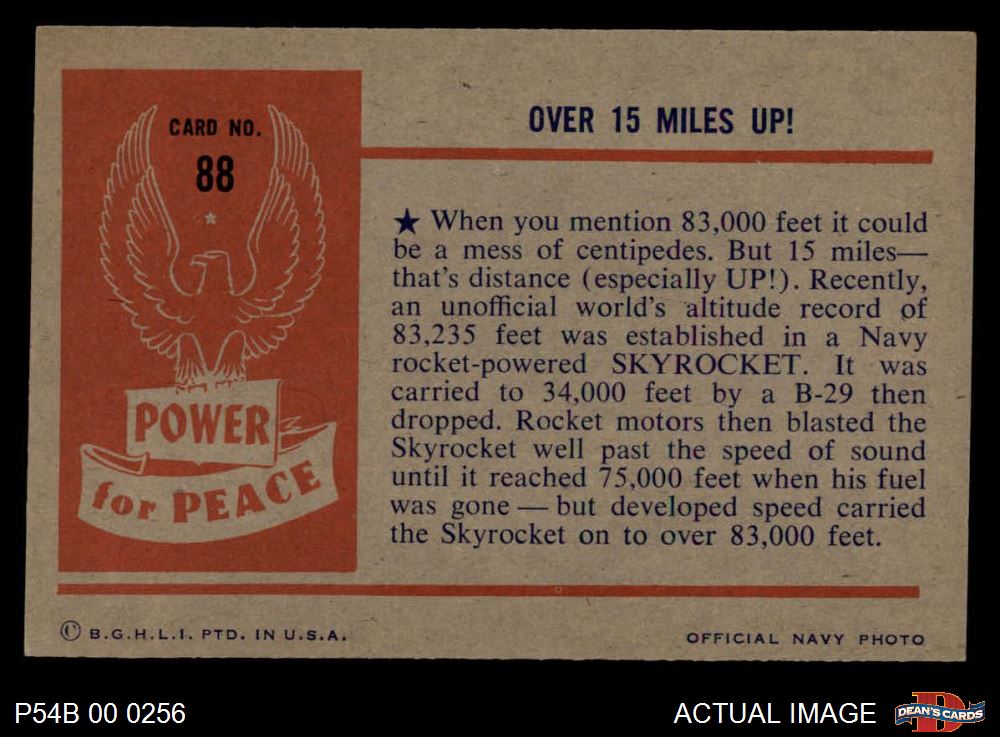 CARD NO.
88
POWER
for PEACE
OVER 15 MILES UP!
★ When you mention 83,000 feet it could
be a mess of centipedes. But 15 miles—
that's distance (especially UP!). Recently,
an unofficial world's altitude record of
83,235 feet was established in a Navy
rocket-powered SKYROCKET. It was
carried to 34,000 feet by a B-29 then
dropped. Rocket motors then blasted the
Skyrocket well past the speed of sound
until it reached 75,000 feet when his fuel
was gone — but developed speed carried
the Skyrocket on to over 83,000 feet.
© B.G.H.L.I. PTD. IN U.S.A.
OFFICIAL NAVY PHOTO
P54B 00 0256
ACTUAL IMAGE
DEAN'S CARDS